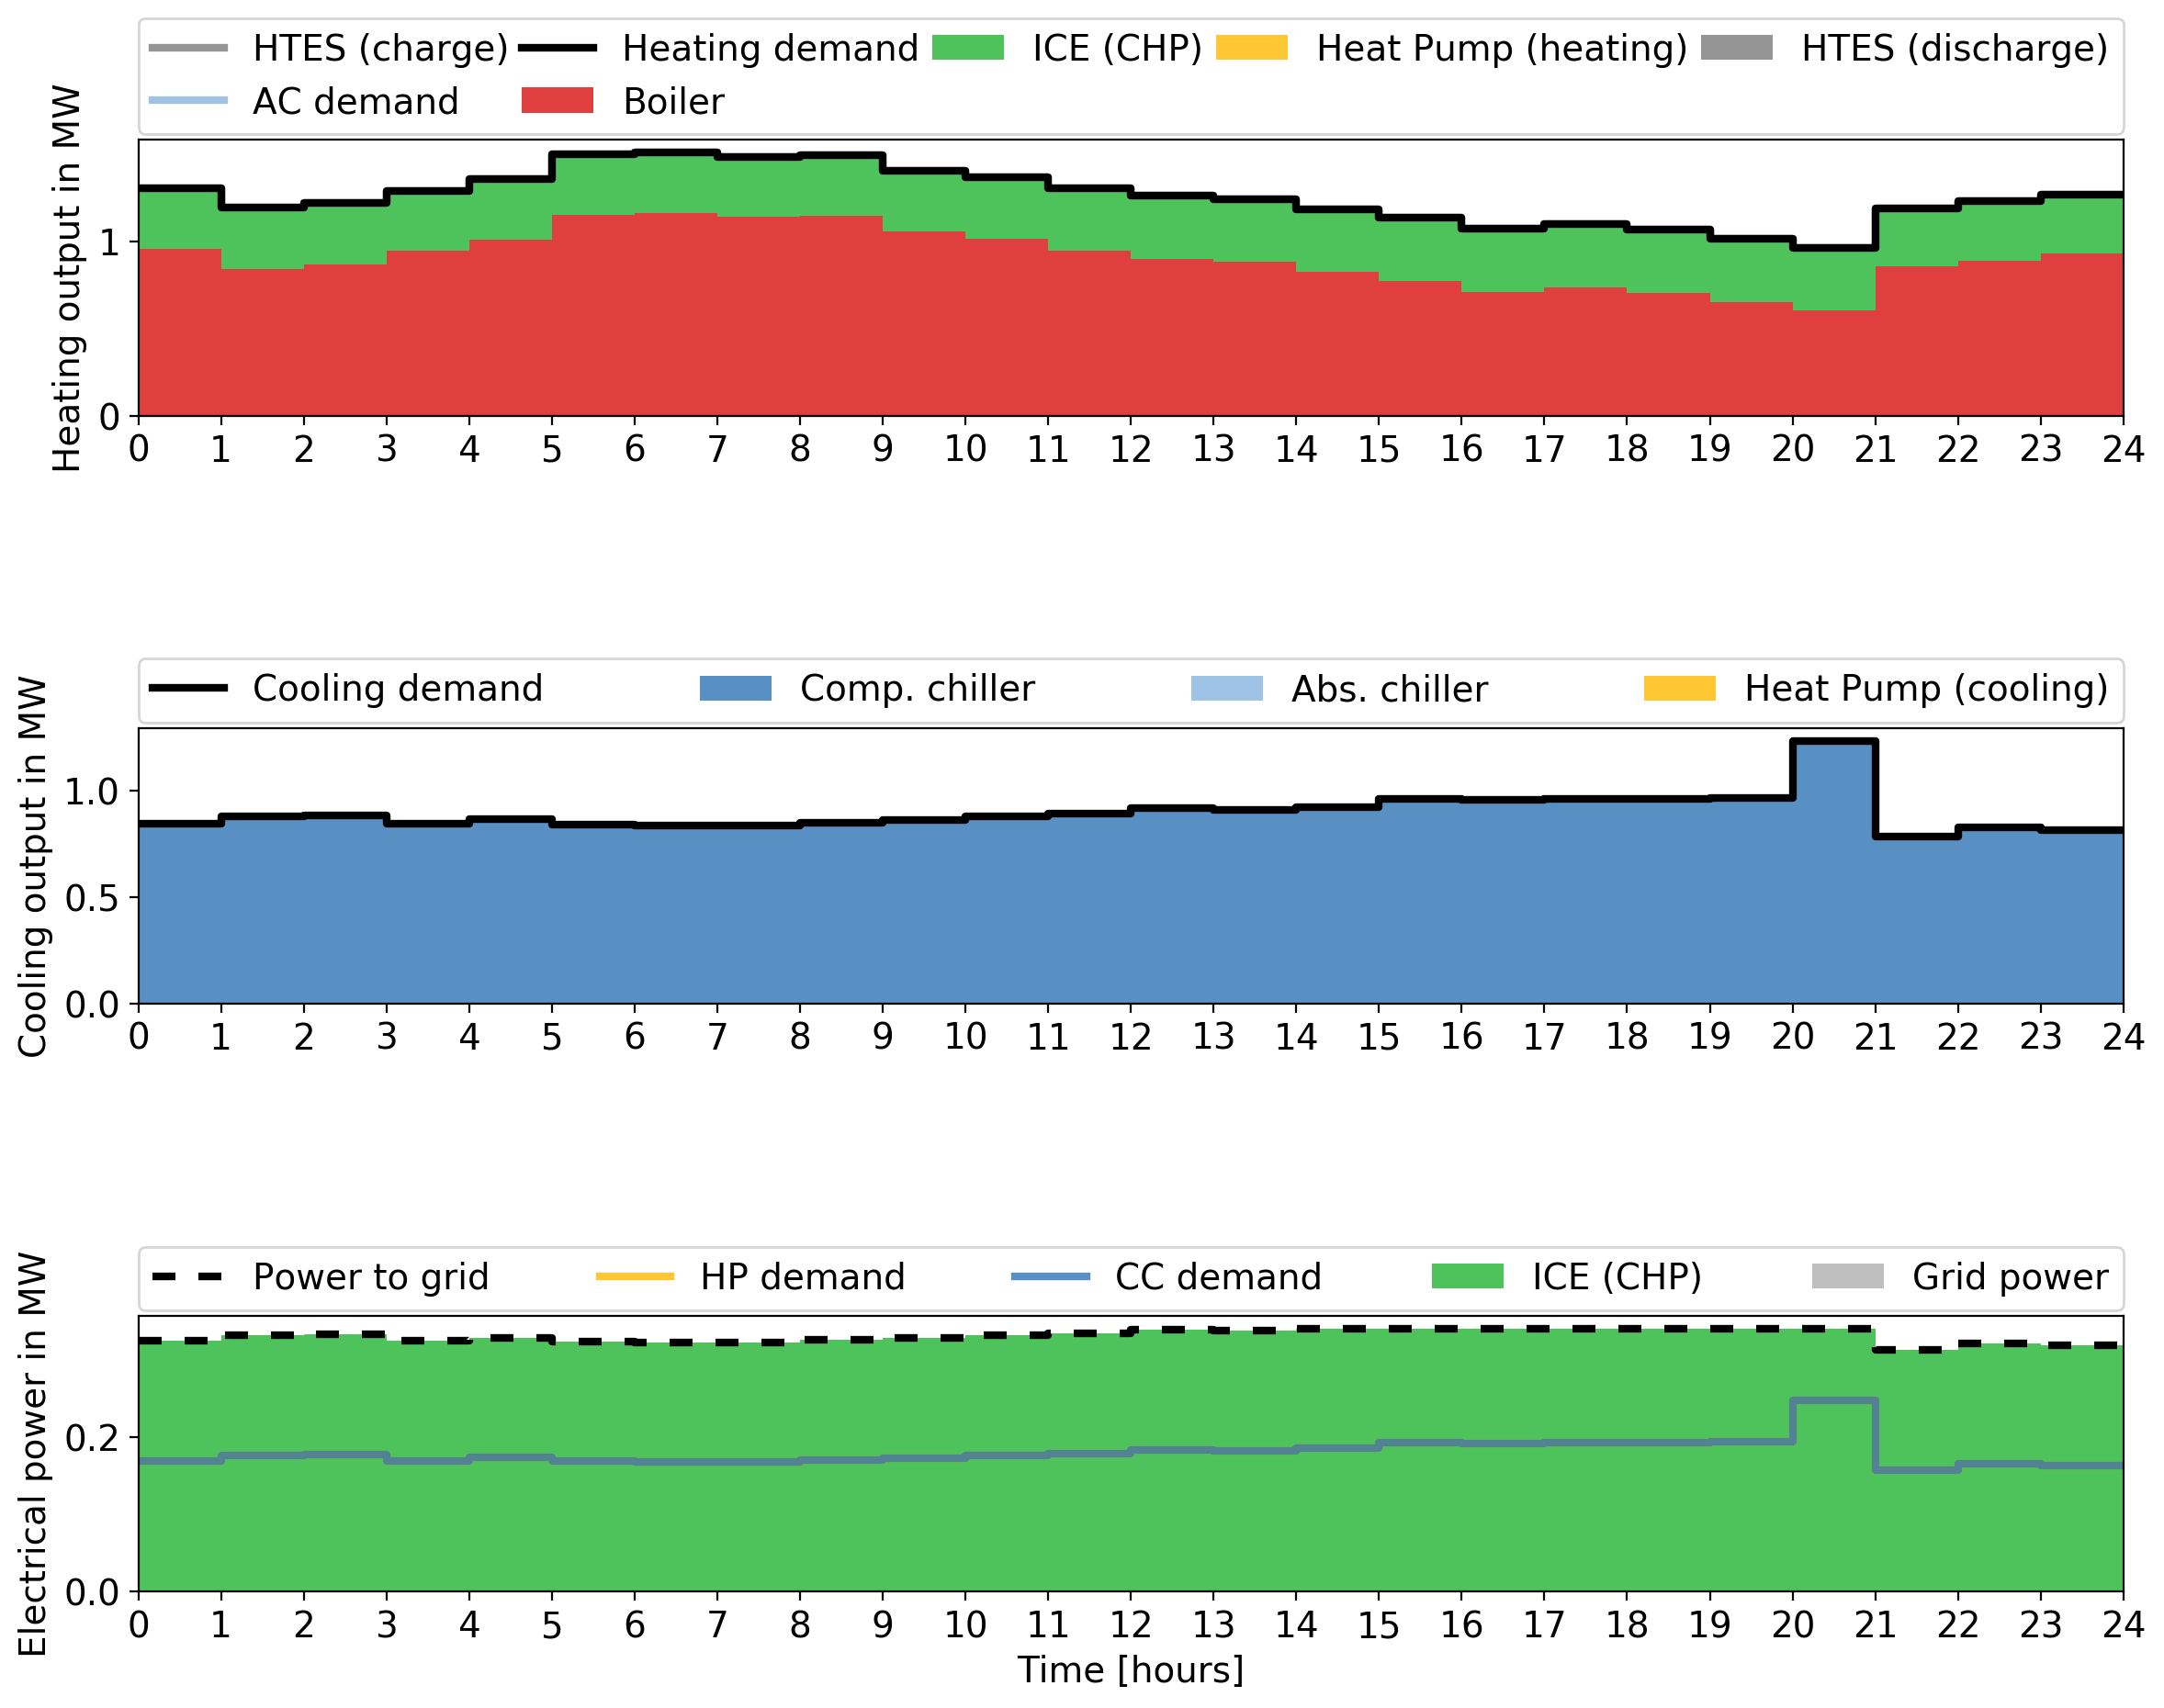 HTES (charge) Heating demand ICE (CHP) Heat Pump (heating) HTES (discharge)
AC demand Boiler
Heating output in MW
1
0
0 1 2 3 4 5 6 7 8 9 10 11 12 13 14 15 16 17 18 19 20 21 22 23 24
Cooling demand Comp. chiller Abs. chiller Heat Pump (cooling)
Cooling output in MW
1.0
0.5
0.0
0 1 2 3 4 5 6 7 8 9 10 11 12 13 14 15 16 17 18 19 20 21 22 23 24
Power to grid HP demand CC demand ICE (CHP) Grid power
Electrical power in MW
0.2
0.0
0 1 2 3 4 5 6 7 8 9 10 11 12 13 14 15 16 17 18 19 20 21 22 23 24
Time [hours]